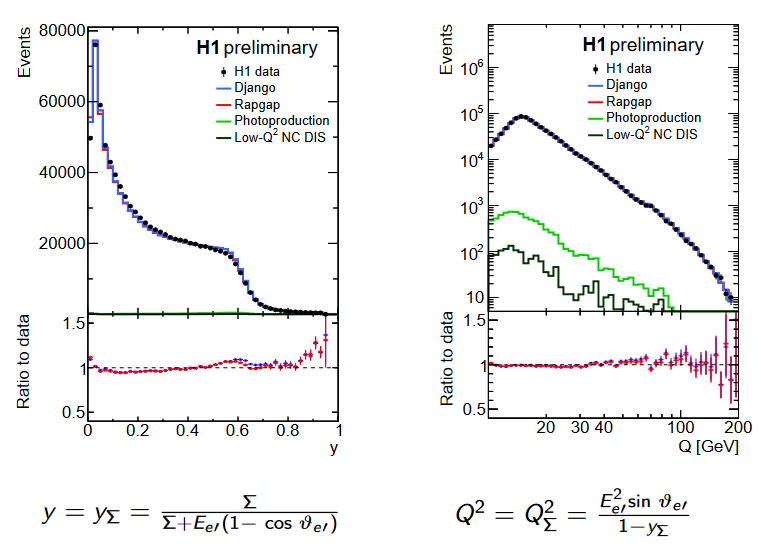 Events
80000
60000
40000
20000
H1 preliminary
H1 data
Django
Rapgap
Photoproduction
Low-Q² NC DIS
Ratio to data
1.5
1
0.5
0 0.2 0.4 0.6 0.8 1
y
Events
10⁶
10⁵
10⁴
10³
10²
10
H1 preliminary
H1 data
Django
Rapgap
Photoproduction
Low-Q² NC DIS
Ratio to data
1.5
1
0.5
20 30 40 100 200
Q [GeV]
y = y_Σ = Σ / (Σ+E_e′(1− cos ϑ_e′))
Q² = Q²_Σ = E²_e′ sin ϑ_e′ / (1−y_Σ)